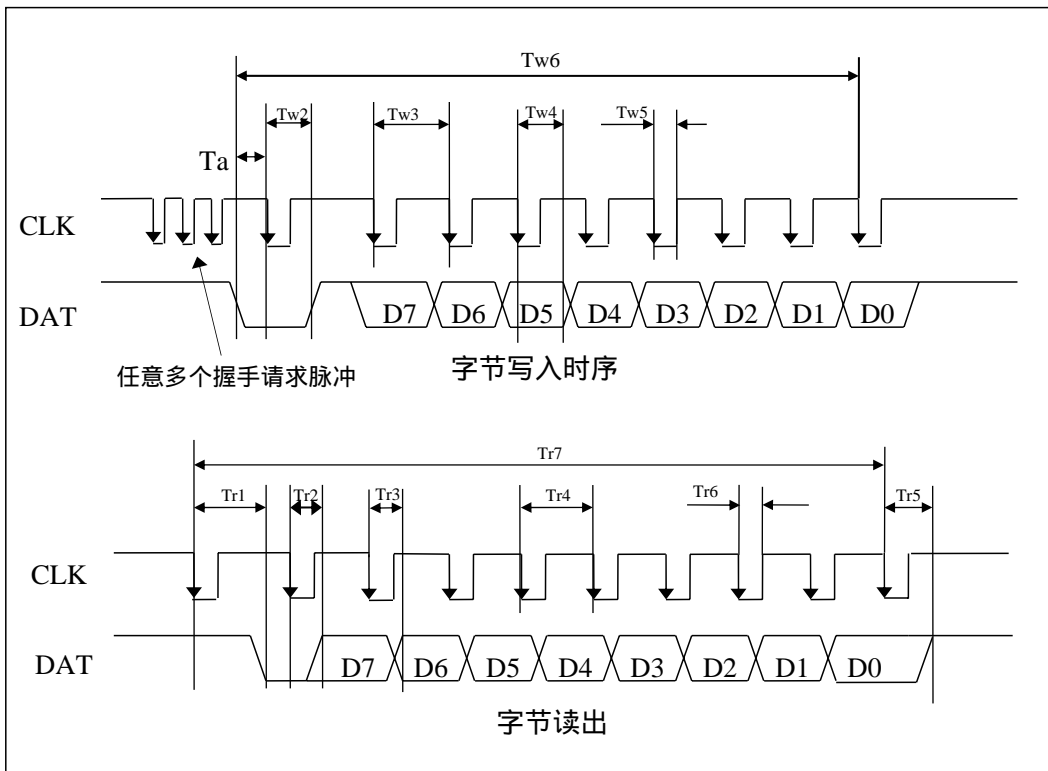 Tw6
Tw2 Tw3 Tw4 Tw5
Ta
CLK
DAT D7 D6 D5 D4 D3 D2 D1 D0
任意多个握手请求脉冲
字节写入时序
Tr7
Tr1 Tr2 Tr3 Tr4 Tr6 Tr5
CLK
DAT D7 D6 D5 D4 D3 D2 D1 D0
字节读出